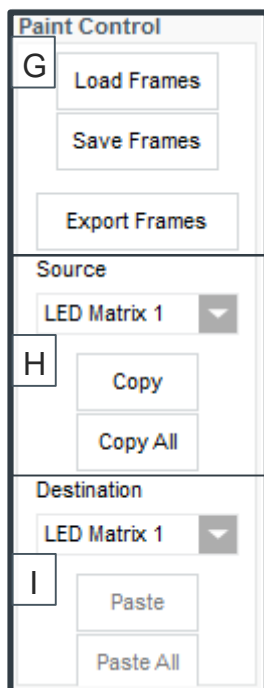 Paint Control
G
Load Frames
Save Frames
Export Frames
Source
LED Matrix 1
H
Copy
Copy All
Destination
LED Matrix 1
I
Paste
Paste All